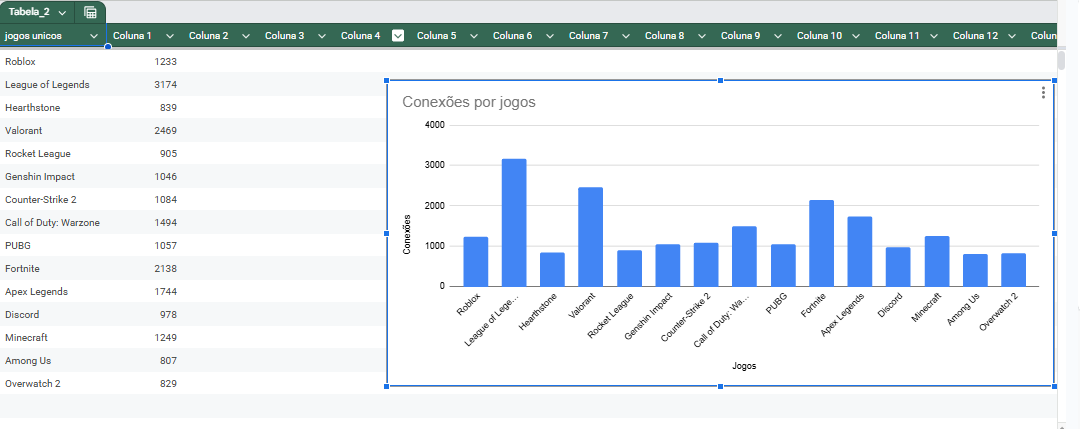 Tabela_2
jogos unicos Coluna 1 Coluna 2 Coluna 3 Coluna 4 Coluna 5 Coluna 6 Coluna 7 Coluna 8 Coluna 9 Coluna 10 Coluna 11 Coluna 12 Colun
Roblox 1233
League of Legends 3174
Hearthstone 839
Valorant 2469
Rocket League 905
Genshin Impact 1046
Counter-Strike 2 1084
Call of Duty: Warzone 1494
PUBG 1057
Fortnite 2138
Apex Legends 1744
Discord 978
Minecraft 1249
Among Us 807
Overwatch 2 829
Conexões por jogos
4000
3000
2000
1000
0
Conexões
Roblox
League of Lege...
Hearthstone
Valorant
Rocket League
Genshin Impact
Counter-Strike 2
Call of Duty: Wa...
PUBG
Fortnite
Apex Legends
Discord
Minecraft
Among Us
Overwatch 2
Jogos